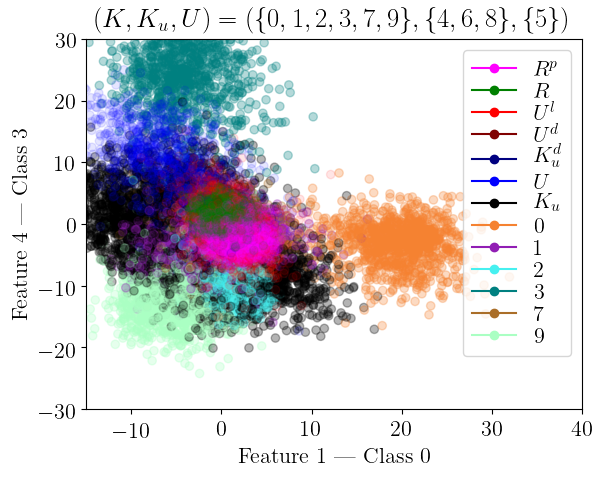 (K, K_u, U) = ({0, 1, 2, 3, 7, 9}, {4, 6, 8}, {5})
30
20
10
0
−10
−20
−30
Feature 4 — Class 3
R^p
R
U^l
U^d
K_u^d
U
K_u
0
1
2
3
7
9
−10
0
10
20
30
40
Feature 1 — Class 0